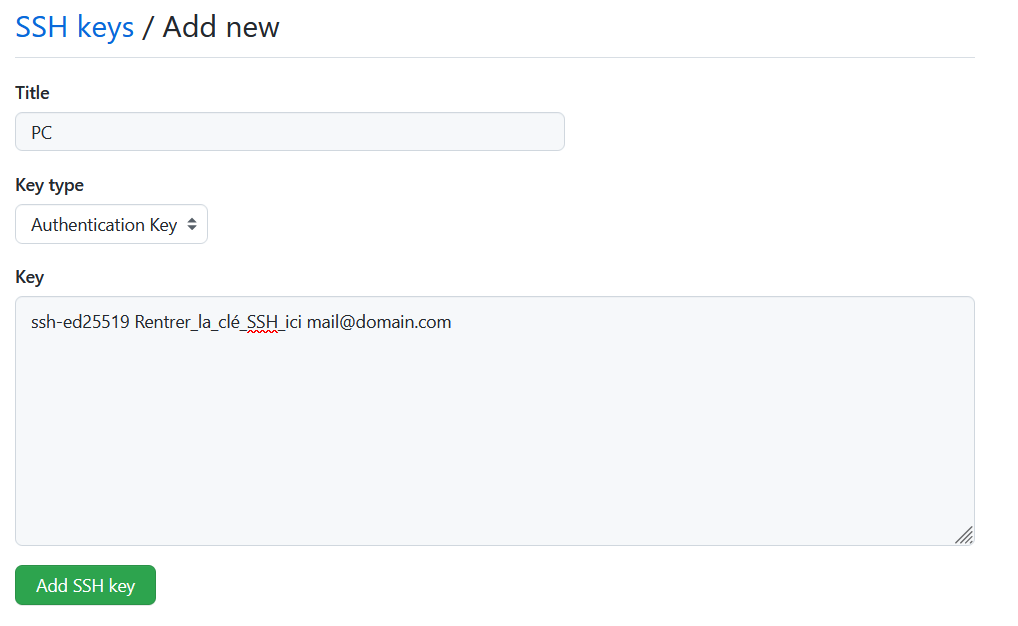 SSH keys / Add new
Title
PC
Key type
Authentication Key
Key
ssh-ed25519 Rentrer_la_clé_SSH_ici mail@domain.com
Add SSH key